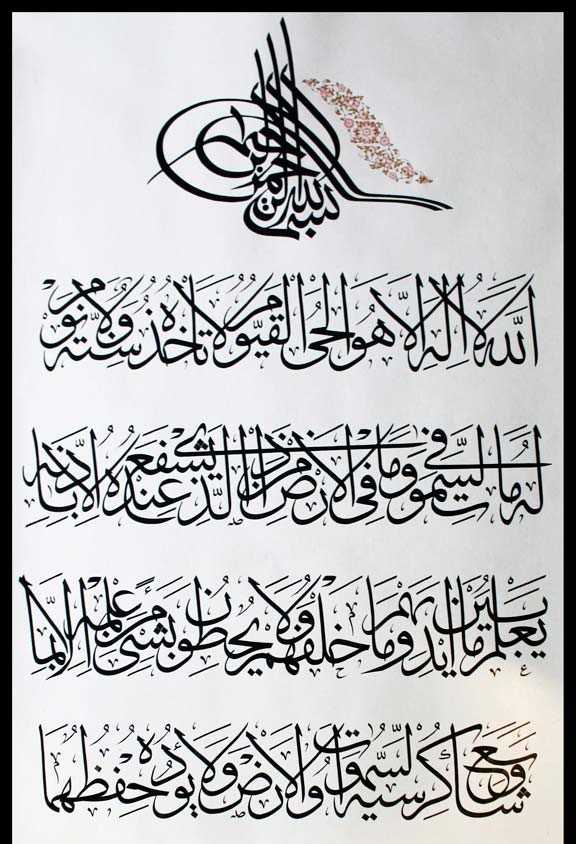 بسم الله الرحمن الرحيم
الله لا اله الا هو الحى القيوم لا تأخذه سنة ولا نوم
له ما فى السموات وما فى الارض من ذا الذى يشفع عنده الا باذنه
يعلم ما بين ايديهم وما خلفهم ولا يحيطون بشىء من علمه الا بما
شاء وسع كرسيه السموات والارض ولا يؤده حفظهما